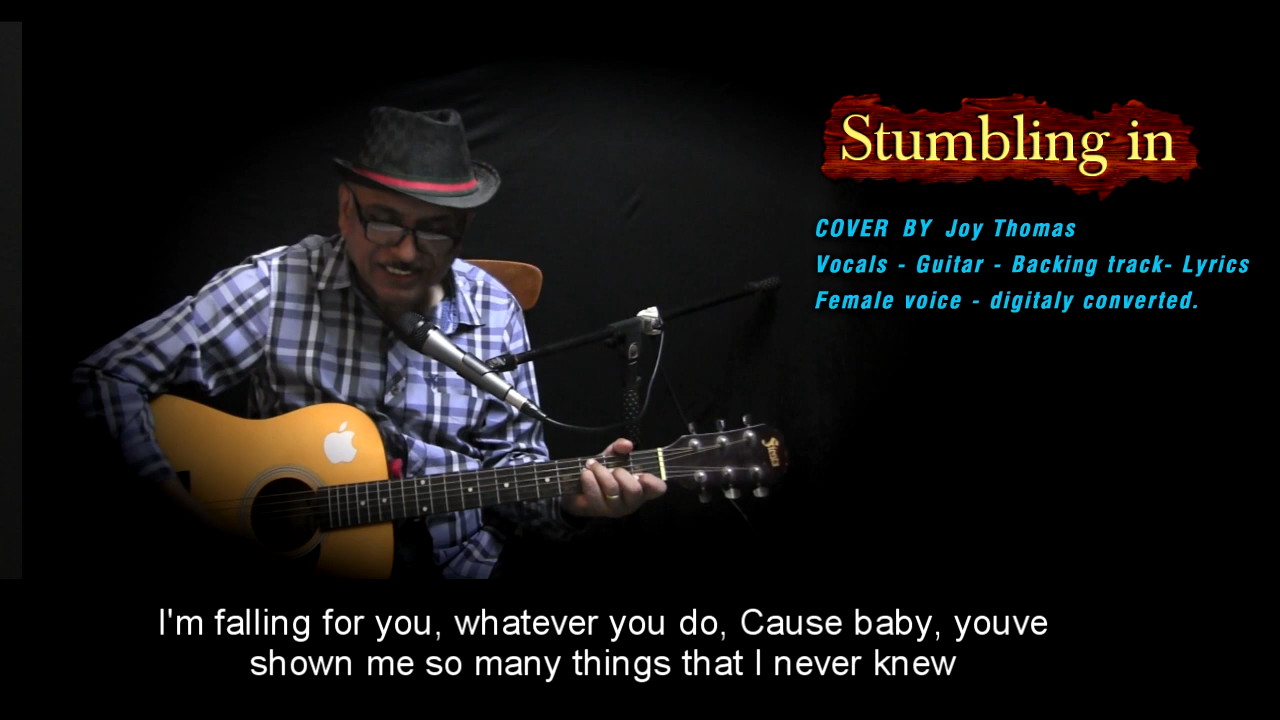 Stumbling in
COVER BY Joy Thomas
Vocals - Guitar - Backing track- Lyrics
Female voice - digitaly converted.
I'm falling for you, whatever you do, Cause baby, youve
shown me so many things that I never knew